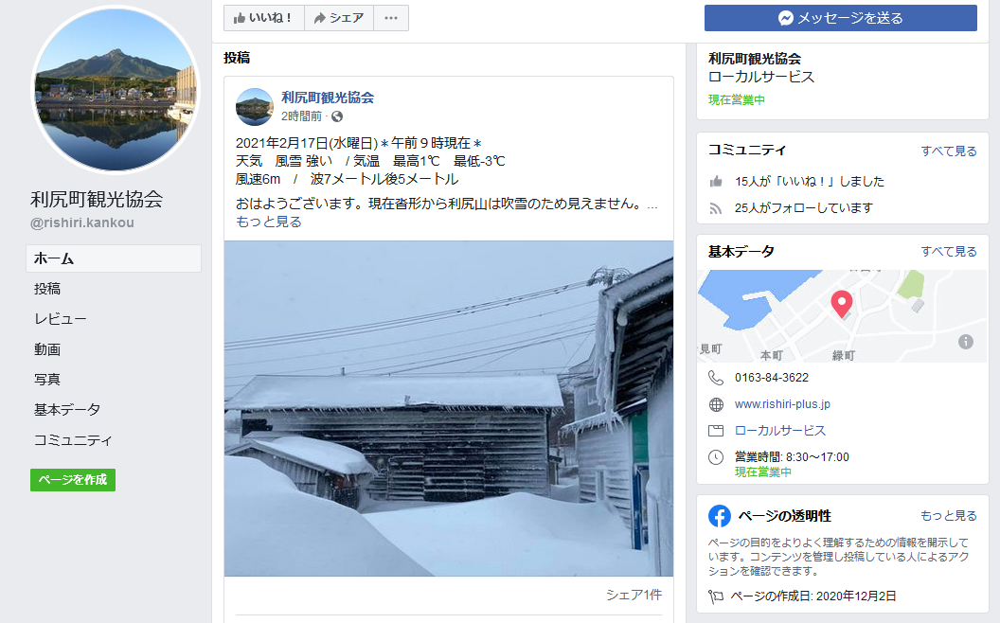 いいね！ シェア ...
メッセージを送る
利尻町観光協会
@rishiri.kankou
ホーム
投稿
レビュー
動画
写真
基本データ
コミュニティ
ページを作成
投稿
利尻町観光協会
2時間前 ·
2021年2月17日(水曜日)＊午前９時現在＊
天気　風雪 強い　/ 気温　最高1℃　最低-3℃
風速6m　/　波7メートル後5メートル
おはようございます。現在沓形から利尻山は吹雪のため見えません。...
もっと見る
シェア1件
利尻町観光協会
ローカルサービス
現在営業中
コミュニティ すべて見る
15人が「いいね！」しました
25人がフォローしています
基本データ すべて見る
見町
本町
緑町
0163-84-3622
www.rishiri-plus.jp
ローカルサービス
営業時間: 8:30～17:00
現在営業中
ページの透明性 もっと見る
ページの目的をよりよく理解するための情報を開示して
います。コンテンツを管理し投稿している人によるアク
ションを確認できます。
ページの作成日: 2020年12月2日